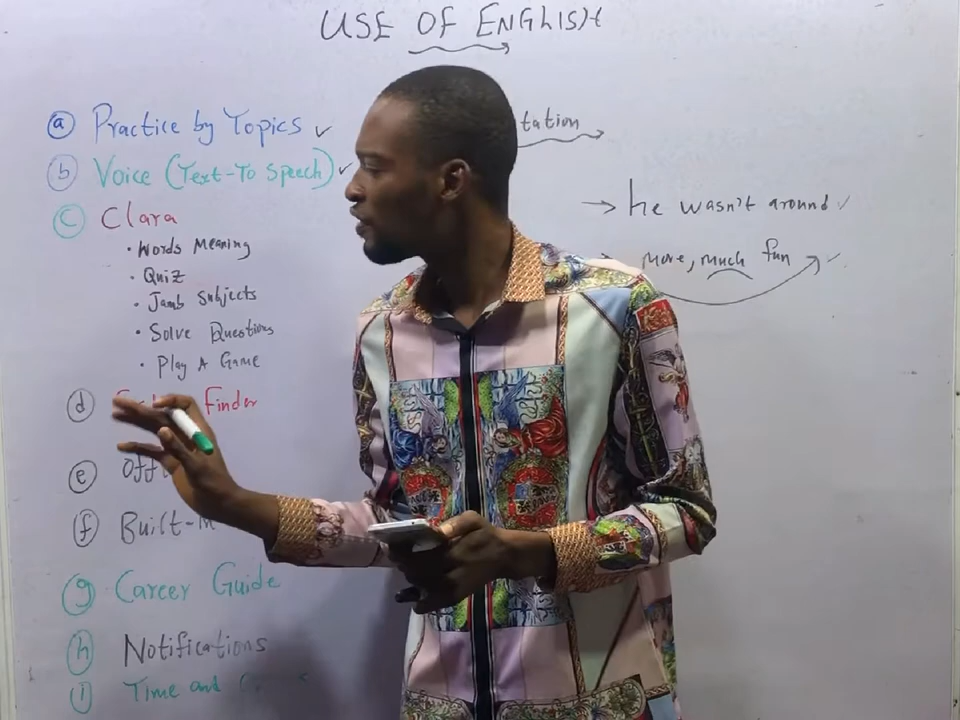 USE OF ENGLISH
(a) Practice by Topics ✓
(b) Voice (Text-To Speech) ✓
(c) Clara
• Words Meaning
• Quiz
• Jamb Subjects
• Solve Questions
• Play A Game
(d) Finder
(e)
(f) Built-
(g) Career Guide
(h) Notifications
(i) Time and
tation
→ he wasn't around ✓
more, much fun ✓